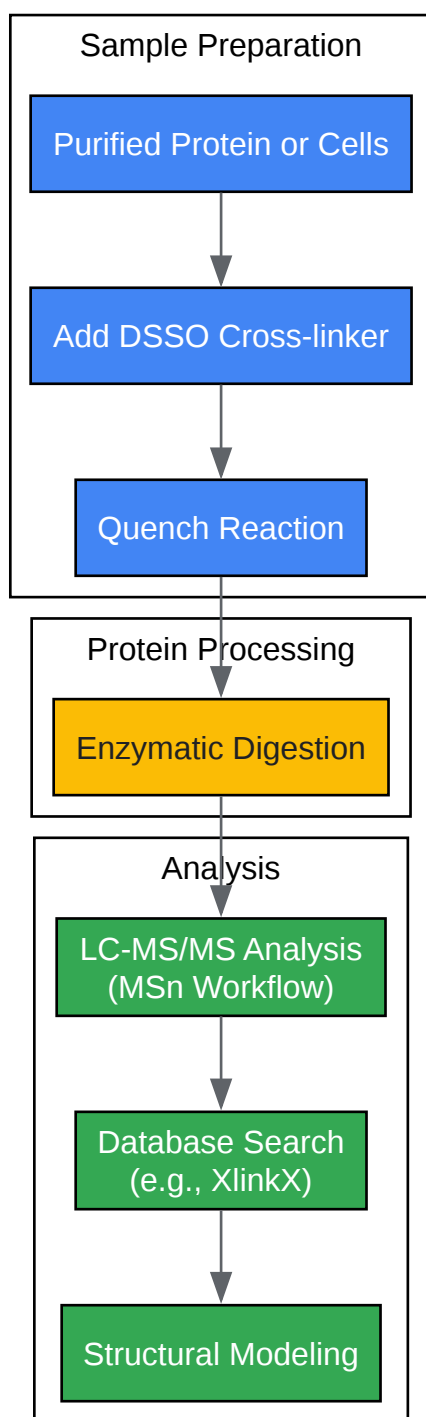 Sample Preparation
Purified Protein or Cells
Add DSSO Cross-linker
Quench Reaction
Protein Processing
Enzymatic Digestion
Analysis
LC-MS/MS Analysis
(MSn Workflow)
Database Search
(e.g., XlinkX)
Structural Modeling